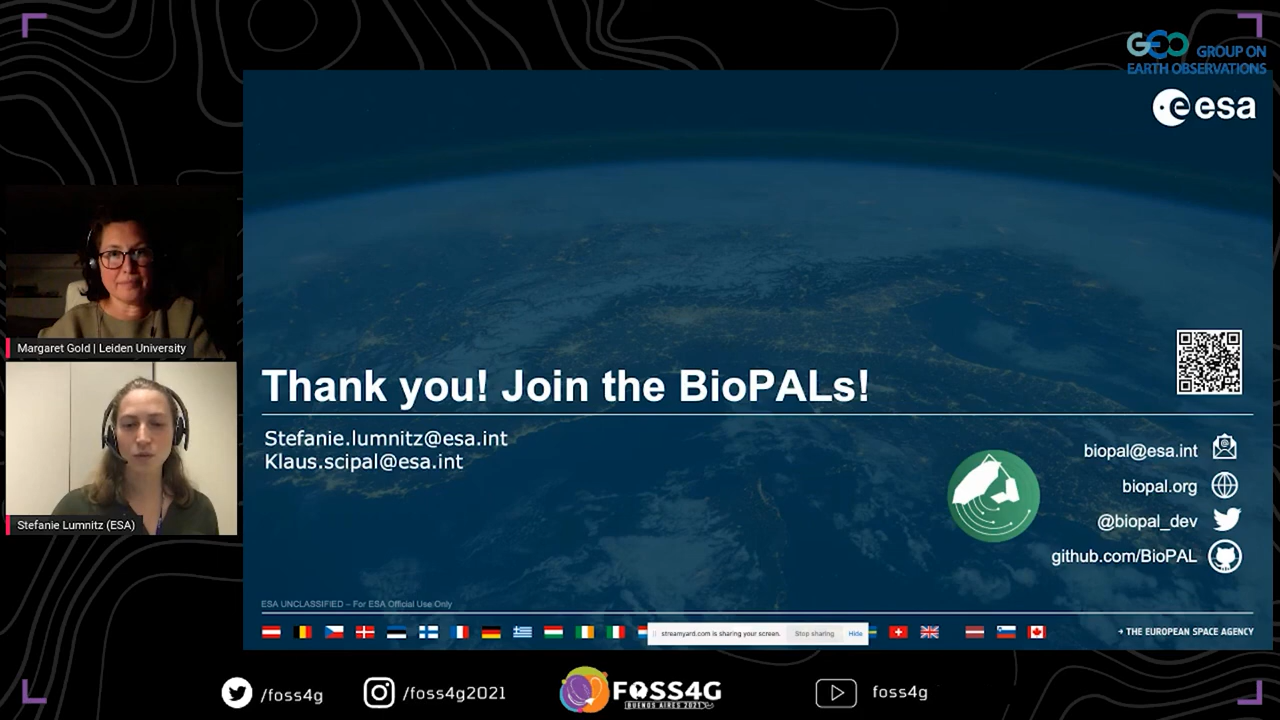 GEO GROUP ON
EARTH OBSERVATIONS
esa
Margaret Gold | Leiden University
Stefanie Lumnitz (ESA)
Thank you! Join the BioPALs!
Stefanie.lumnitz@esa.int
Klaus.scipal@esa.int
biopal@esa.int
biopal.org
@biopal_dev
github.com/BioPAL
ESA UNCLASSIFIED – For ESA Official Use Only
streamyard.com is sharing your screen. Stop sharing Hide
→ THE EUROPEAN SPACE AGENCY
/foss4g
/foss4g2021
FOSS4G
BUENOS AIRES 2021
foss4g